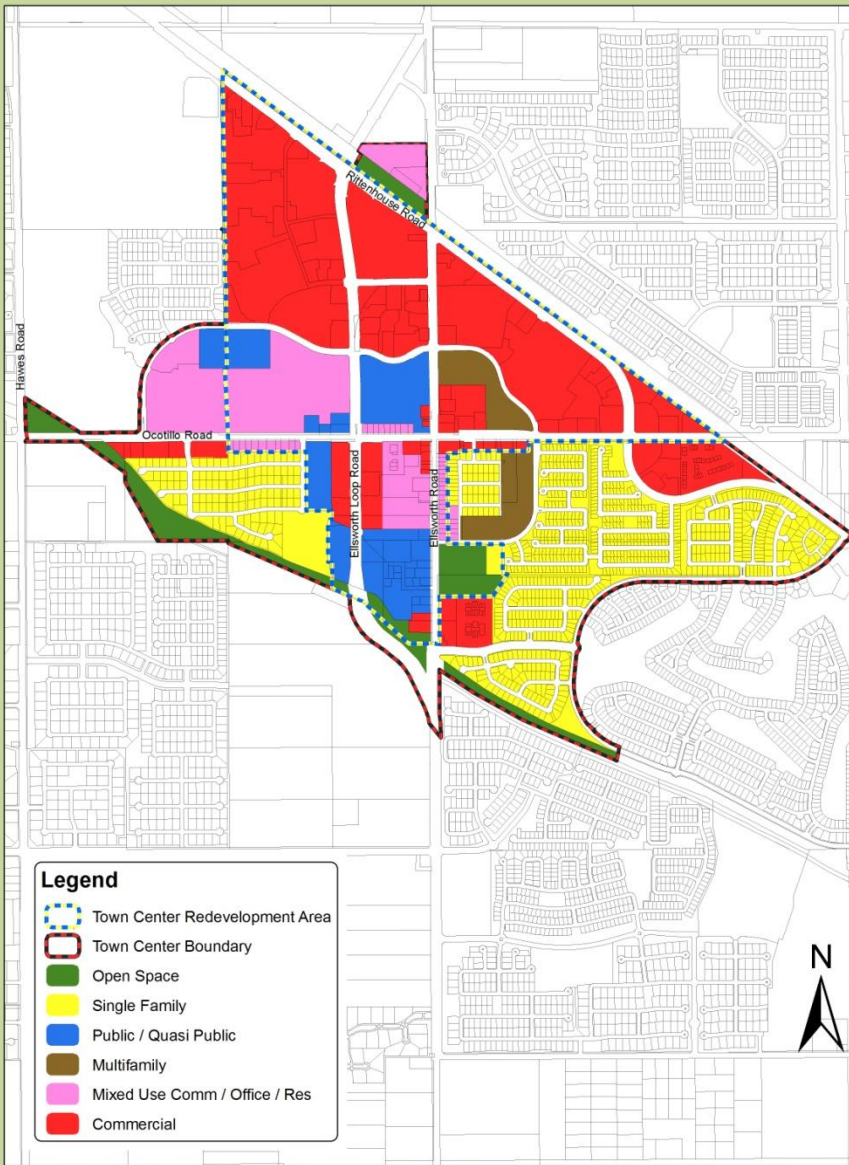 Rittenhouse Road
Hawes Road
Ocotillo Road
Ellsworth Loop Road
Ellsworth Road
Legend
Town Center Redevelopment Area
Town Center Boundary
Open Space
Single Family
Public / Quasi Public
Multifamily
Mixed Use Comm / Office / Res
Commercial
N